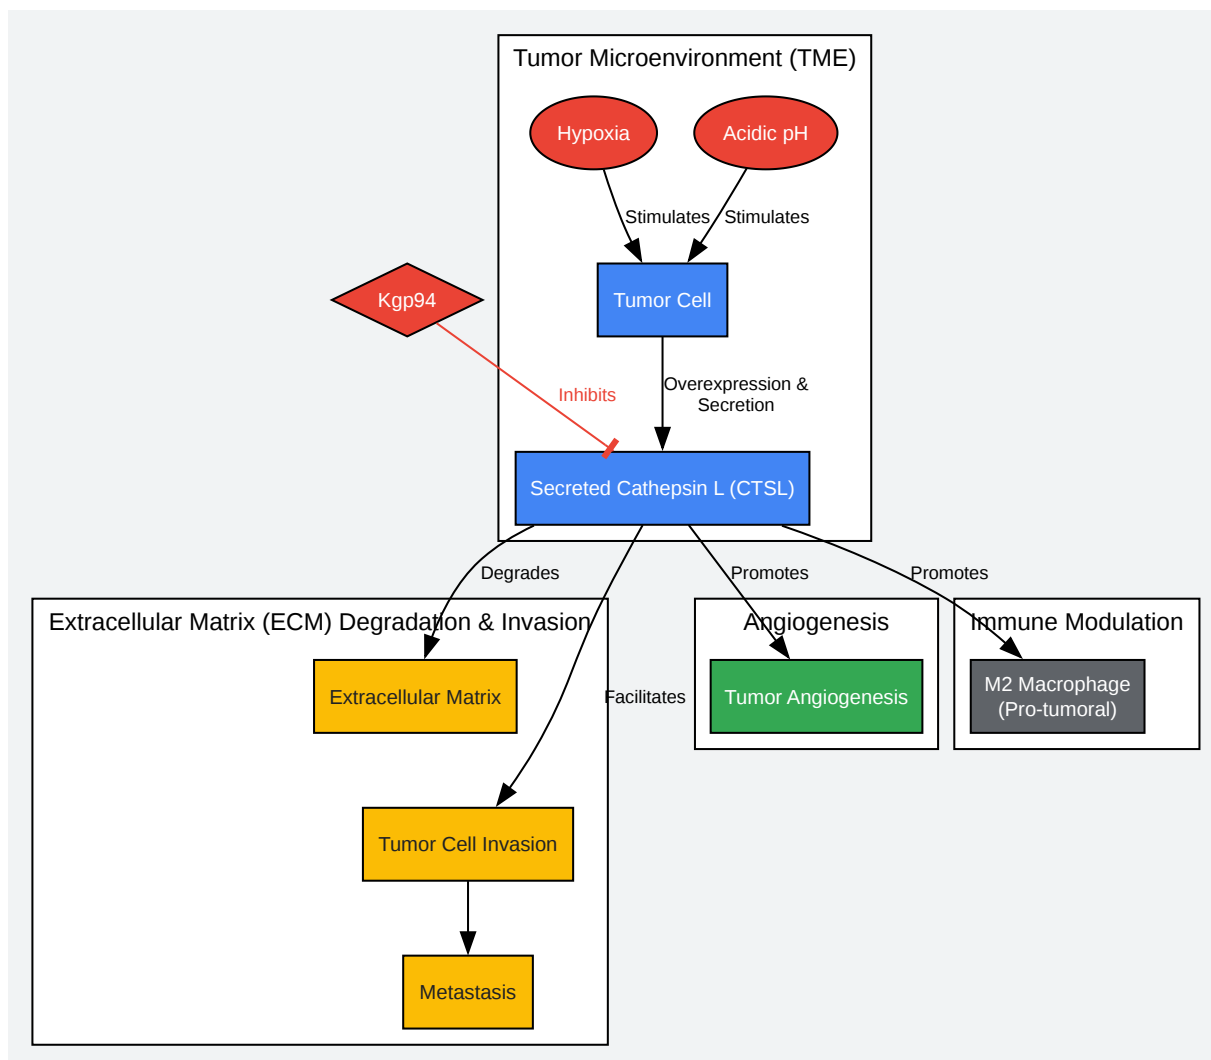 Tumor Microenvironment (TME)
Hypoxia
Acidic pH
Stimulates
Stimulates
Kgp94
Tumor Cell
Inhibits
Overexpression &
Secretion
Secreted Cathepsin L (CTSL)
Degrades
Promotes
Promotes
Extracellular Matrix (ECM) Degradation & Invasion
Angiogenesis
Immune Modulation
Extracellular Matrix
Facilitates
Tumor Angiogenesis
M2 Macrophage
(Pro-tumoral)
Tumor Cell Invasion
Metastasis